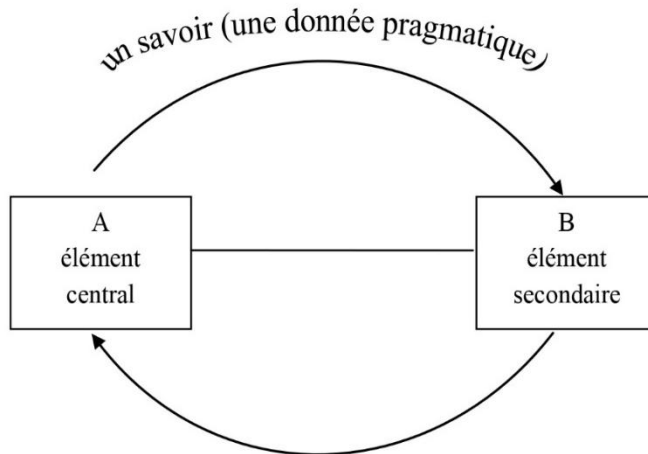 un savoir (une donnée pragmatique)
A
élément
central
B
élément
secondaire